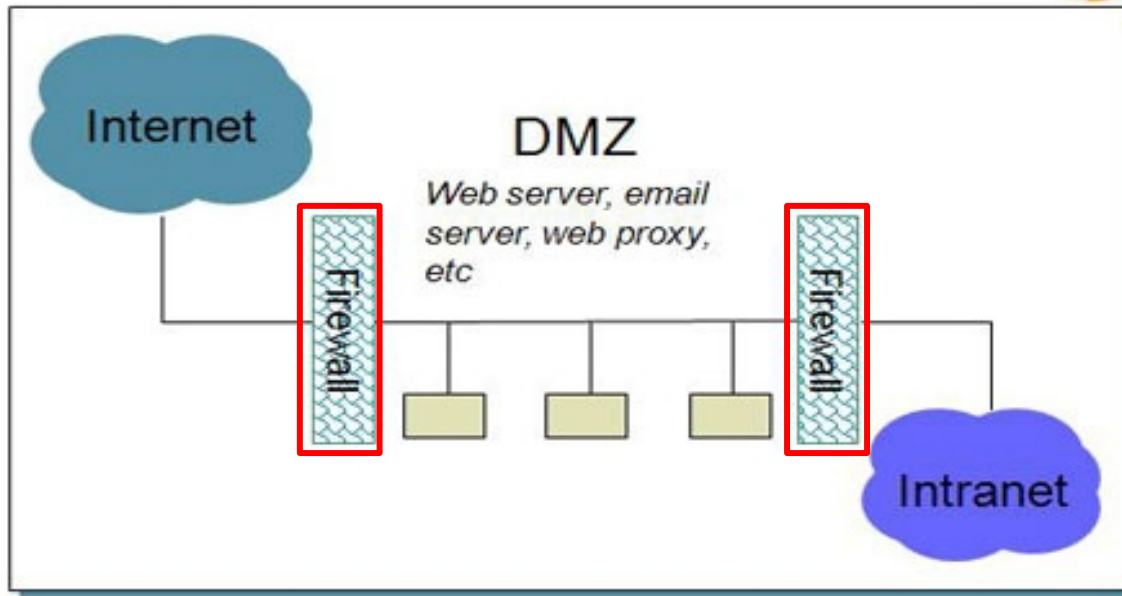 Internet
DMZ
Web server, email
server, web proxy,
etc
Firewall
Firewall
Intranet